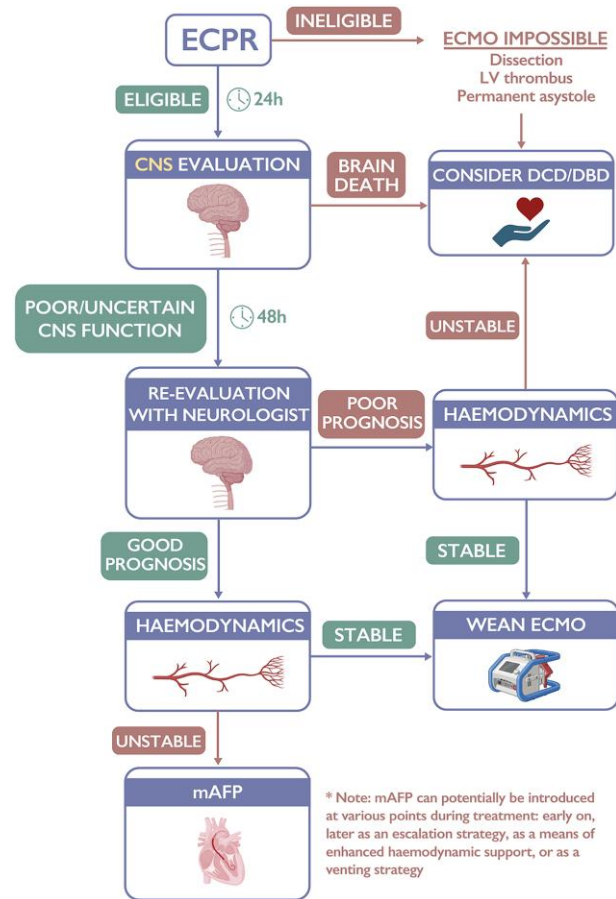 ECPR
INELIGIBLE
ECMO IMPOSSIBLE
Dissection
LV thrombus
Permanent asystole
ELIGIBLE
24h
CNS EVALUATION
BRAIN
DEATH
CONSIDER DCD/DBD
POOR/UNCERTAIN
CNS FUNCTION
48h
UNSTABLE
RE-EVALUATION
WITH NEUROLOGIST
POOR
PROGNOSIS
HAEMODYNAMICS
GOOD
PROGNOSIS
STABLE
HAEMODYNAMICS
STABLE
WEAN ECMO
UNSTABLE
mAFP
* Note: mAFP can potentially be introduced
at various points during treatment: early on,
later as an escalation strategy, as a means of
enhanced haemodynamic support, or as a
venting strategy